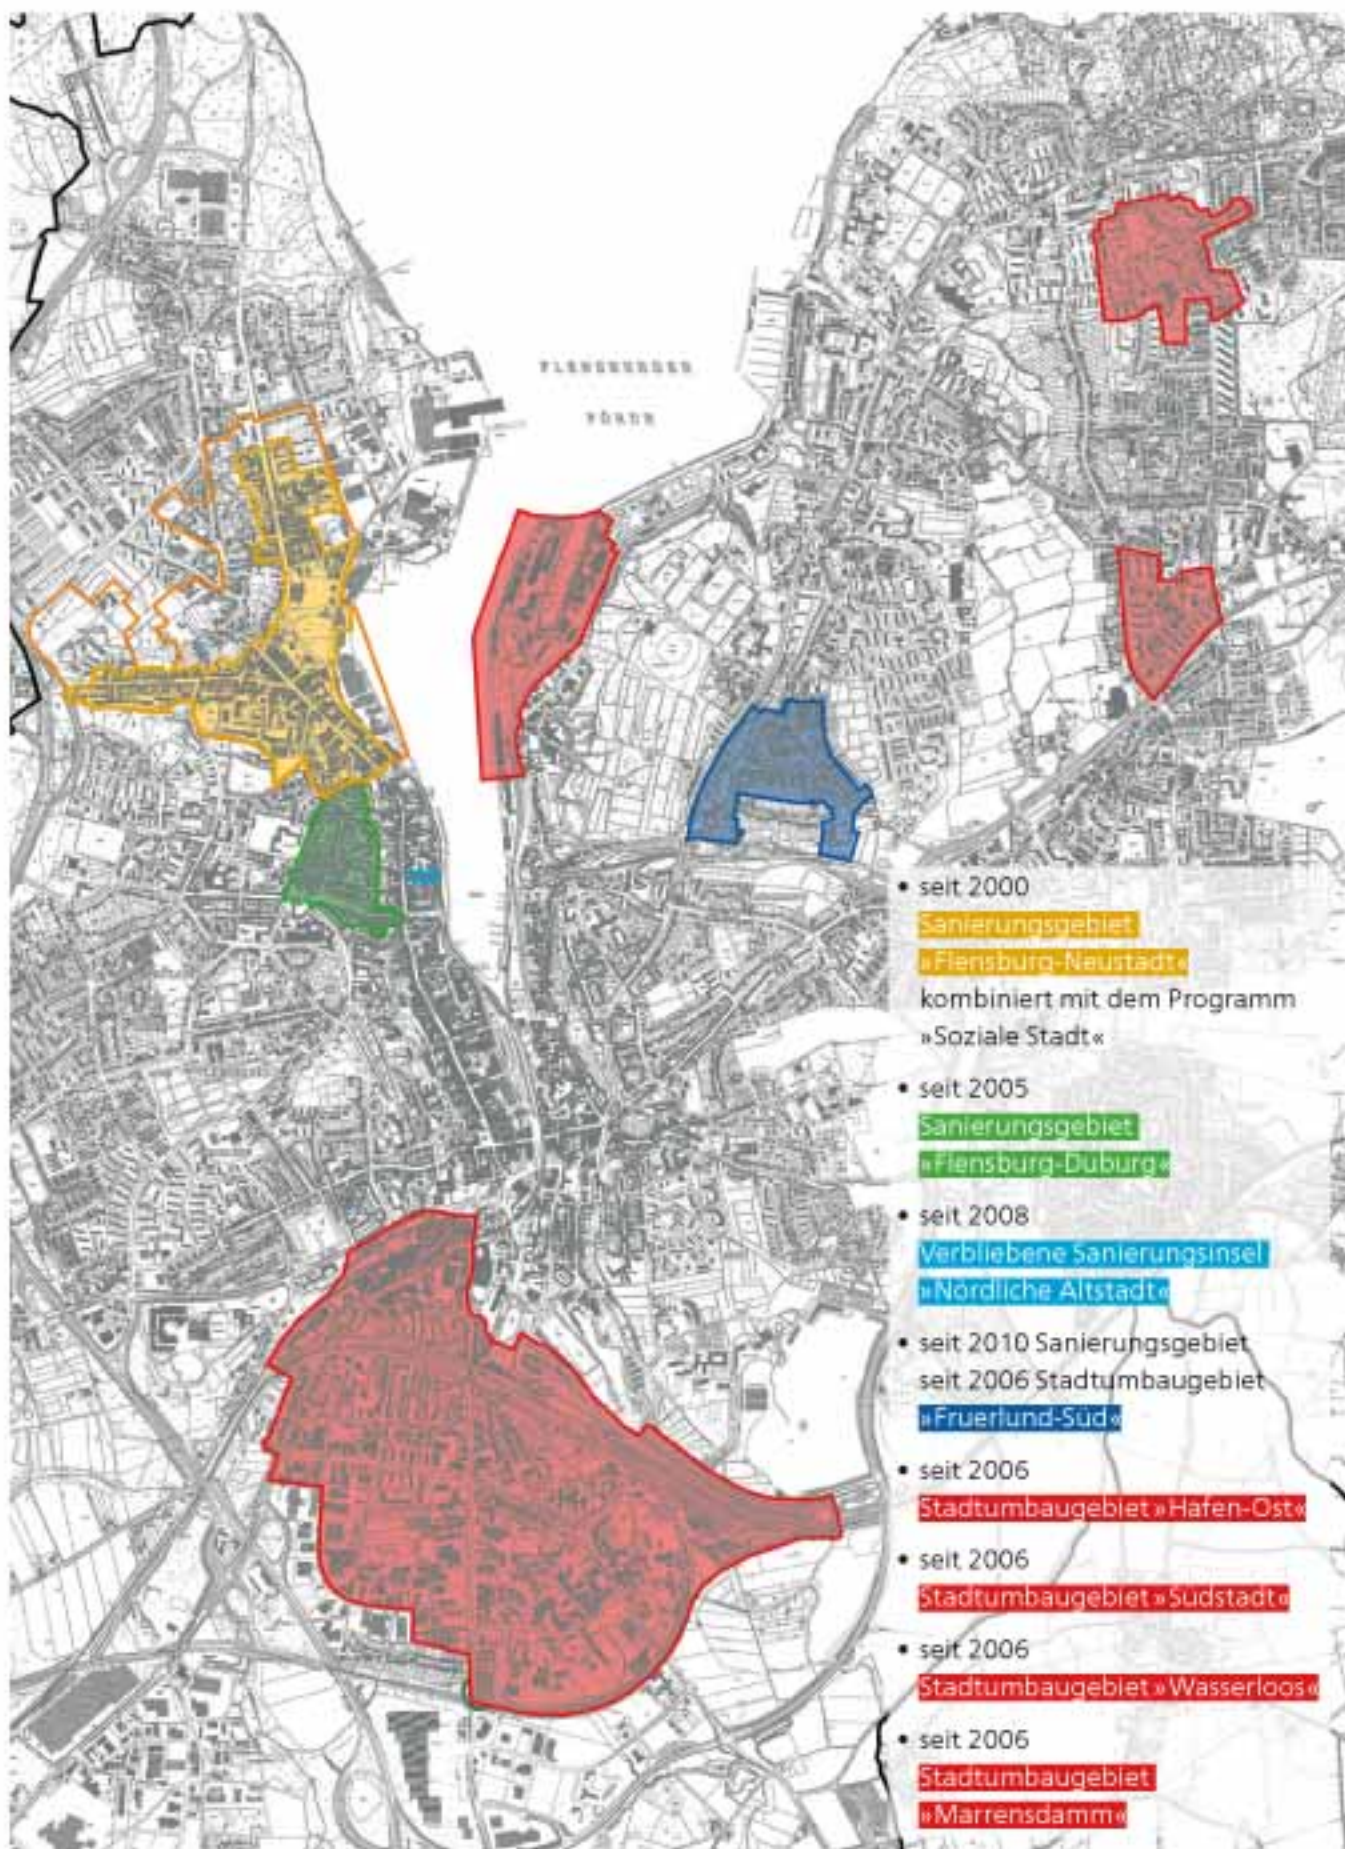 FLENSBURGER
FÖRDE
• seit 2000
Sanierungsgebiet
»Flensburg-Neustadt«
kombiniert mit dem Programm
»Soziale Stadt«
• seit 2005
Sanierungsgebiet
»Flensburg-Duburg«
• seit 2008
Verbliebene Sanierungsinsel
»Nördliche Altstadt«
• seit 2010 Sanierungsgebiet
seit 2006 Stadtumbaugebiet
»Fruerlund-Süd«
• seit 2006
Stadtumbaugebiet »Hafen-Ost«
• seit 2006
Stadtumbaugebiet »Südstadt«
• seit 2006
Stadtumbaugebiet »Wasserloos«
• seit 2006
Stadtumbaugebiet
»Marrensdamm«